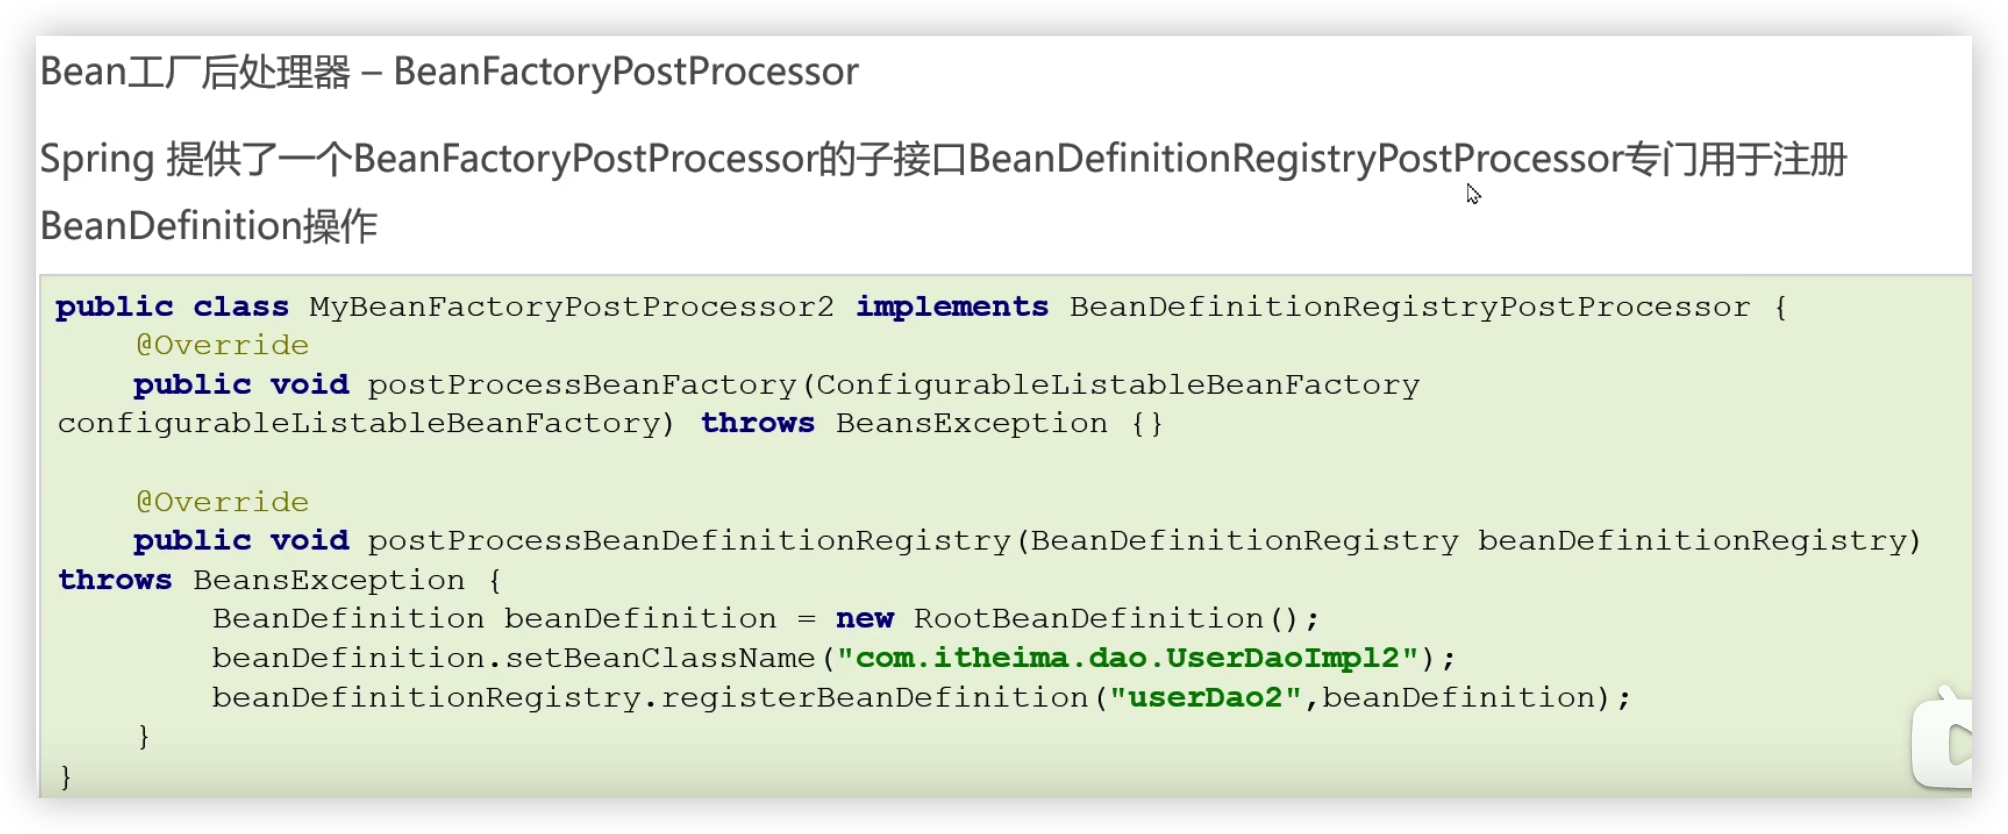 Bean工厂后处理器 – BeanFactoryPostProcessor
Spring 提供了一个BeanFactoryPostProcessor的子接口BeanDefinitionRegistryPostProcessor专门用于注册
BeanDefinition操作
public class MyBeanFactoryPostProcessor2 implements BeanDefinitionRegistryPostProcessor {
    @Override
    public void postProcessBeanFactory(ConfigurableListableBeanFactory
configurableListableBeanFactory) throws BeansException {}
    @Override
    public void postProcessBeanDefinitionRegistry(BeanDefinitionRegistry beanDefinitionRegistry)
throws BeansException {
        BeanDefinition beanDefinition = new RootBeanDefinition();
        beanDefinition.setBeanClassName("com.itheima.dao.UserDaoImpl2");
        beanDefinitionRegistry.registerBeanDefinition("userDao2",beanDefinition);
    }
}